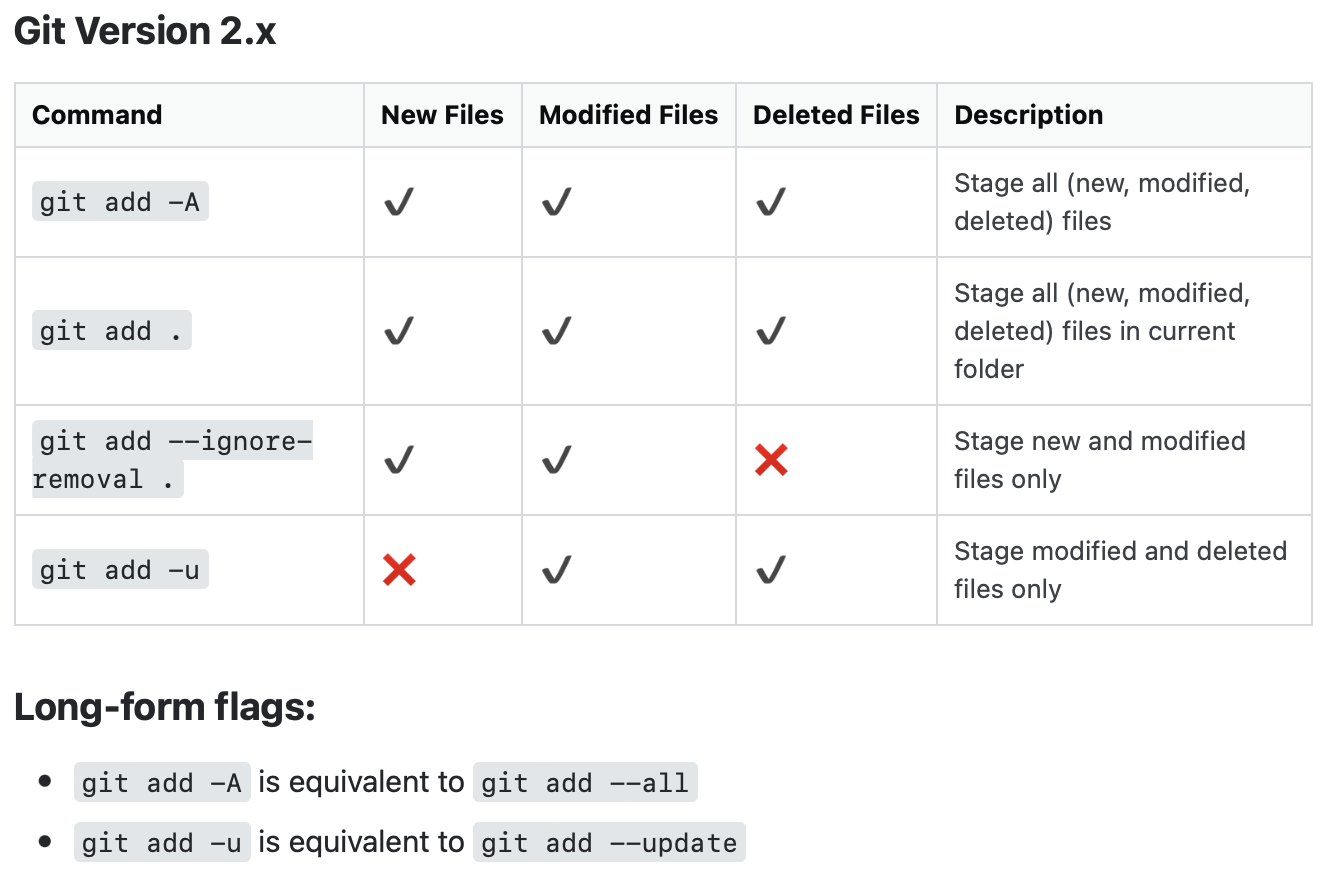 Git Version 2.x
Command New Files Modified Files Deleted Files Description
git add -A ✔ ✔ ✔ Stage all (new, modified,
deleted) files
git add . ✔ ✔ ✔ Stage all (new, modified,
deleted) files in current
folder
git add --ignore-
removal . ✔ ✔ ❌ Stage new and modified
files only
git add -u ❌ ✔ ✔ Stage modified and deleted
files only
Long-form flags:
• git add -A is equivalent to git add --all
• git add -u is equivalent to git add --update